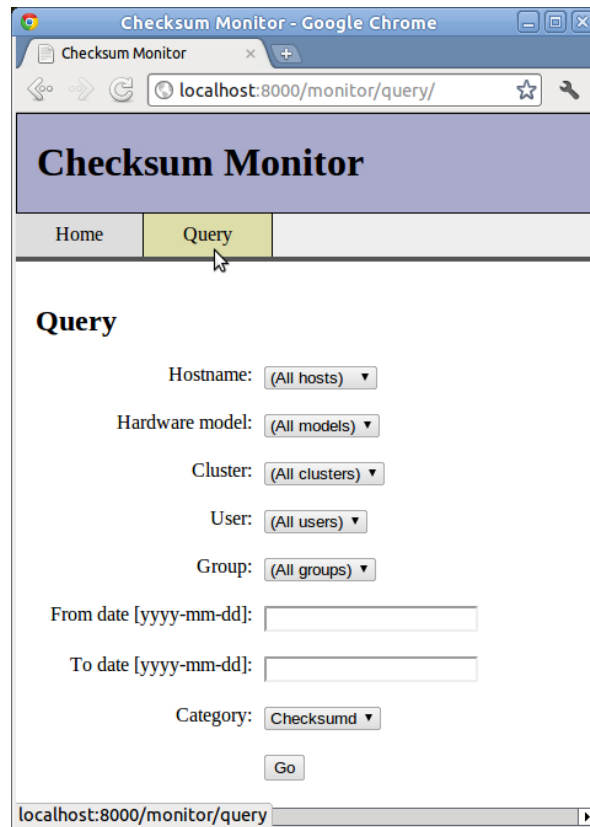 Checksum Monitor - Google Chrome
Checksum Monitor
localhost:8000/monitor/query/
Checksum Monitor
Home Query
Query
Hostname: (All hosts)
Hardware model: (All models)
Cluster: (All clusters)
User: (All users)
Group: (All groups)
From date [yyyy-mm-dd]:
To date [yyyy-mm-dd]:
Category: Checksumd
Go
localhost:8000/monitor/query